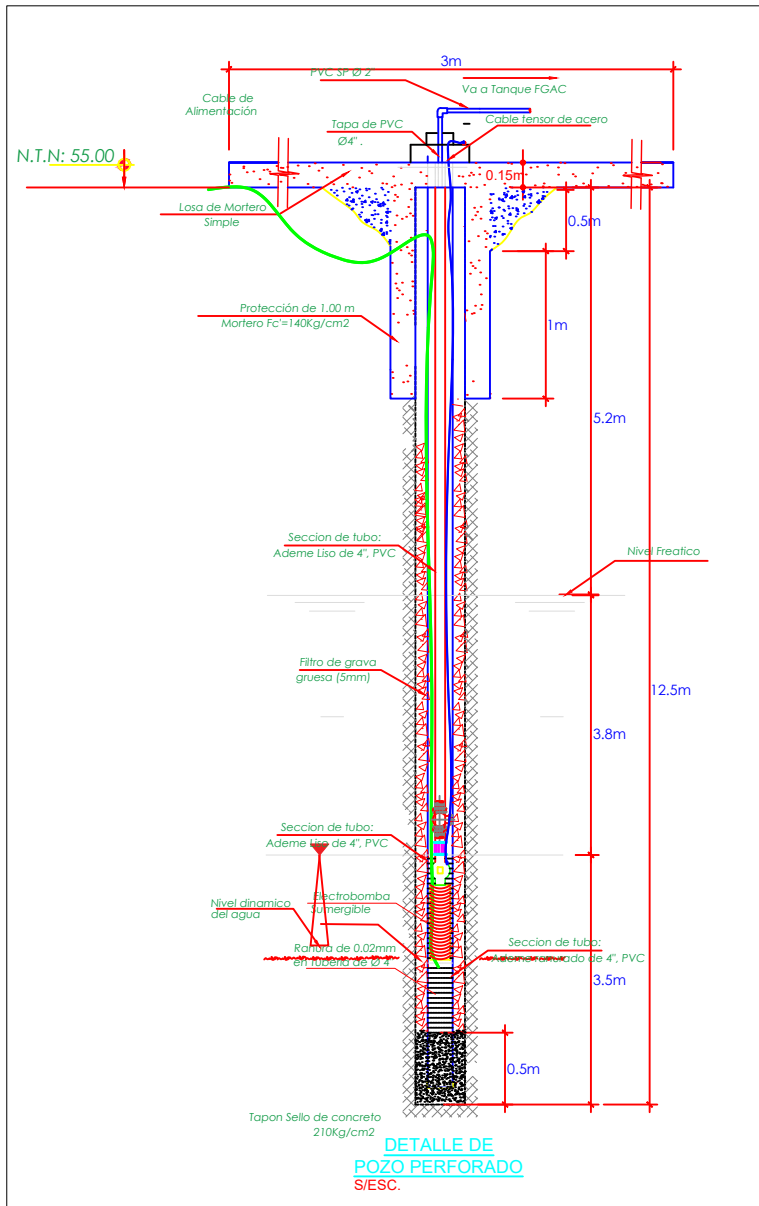 3m
PVC SP Ø 2"
Va a Tanque FGAC
Cable de
Alimentación
Tapa de PVC
Ø4" .
Cable tensor de acero
N.T.N: 55.00
0.15m
Losa de Mortero
Simple
0.5m
Protección de 1.00 m
Mortero Fc'=140Kg/cm2
1m
5.2m
Seccion de tubo:
Ademe Liso de 4", PVC
Nivel Freatico
Filtro de grava
gruesa (5mm)
12.5m
3.8m
Seccion de tubo:
Ademe Liso de 4", PVC
Electrobomba
Sumergible
Nivel dinamico
del agua
Ranura de 0.02mm
en tuberia de Ø 4"
Seccion de tubo:
Ademe ranurado de 4", PVC
3.5m
0.5m
Tapon Sello de concreto
210Kg/cm2
DETALLE DE
POZO PERFORADO
S/ESC.